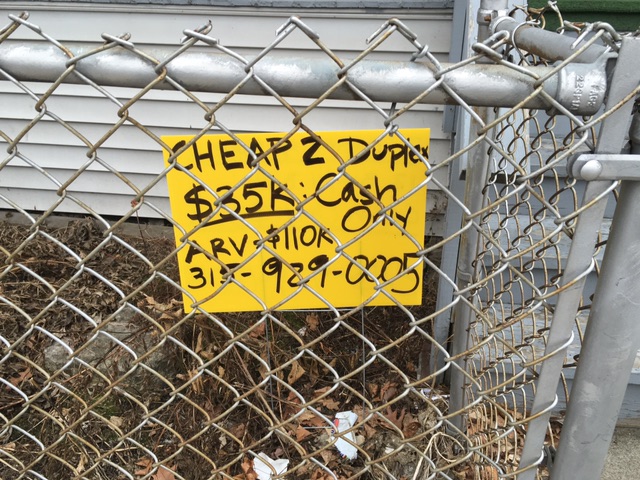 CHEAP 2 Duplex
$35K: Cash
Only
ARV-$110K
315-929-0005